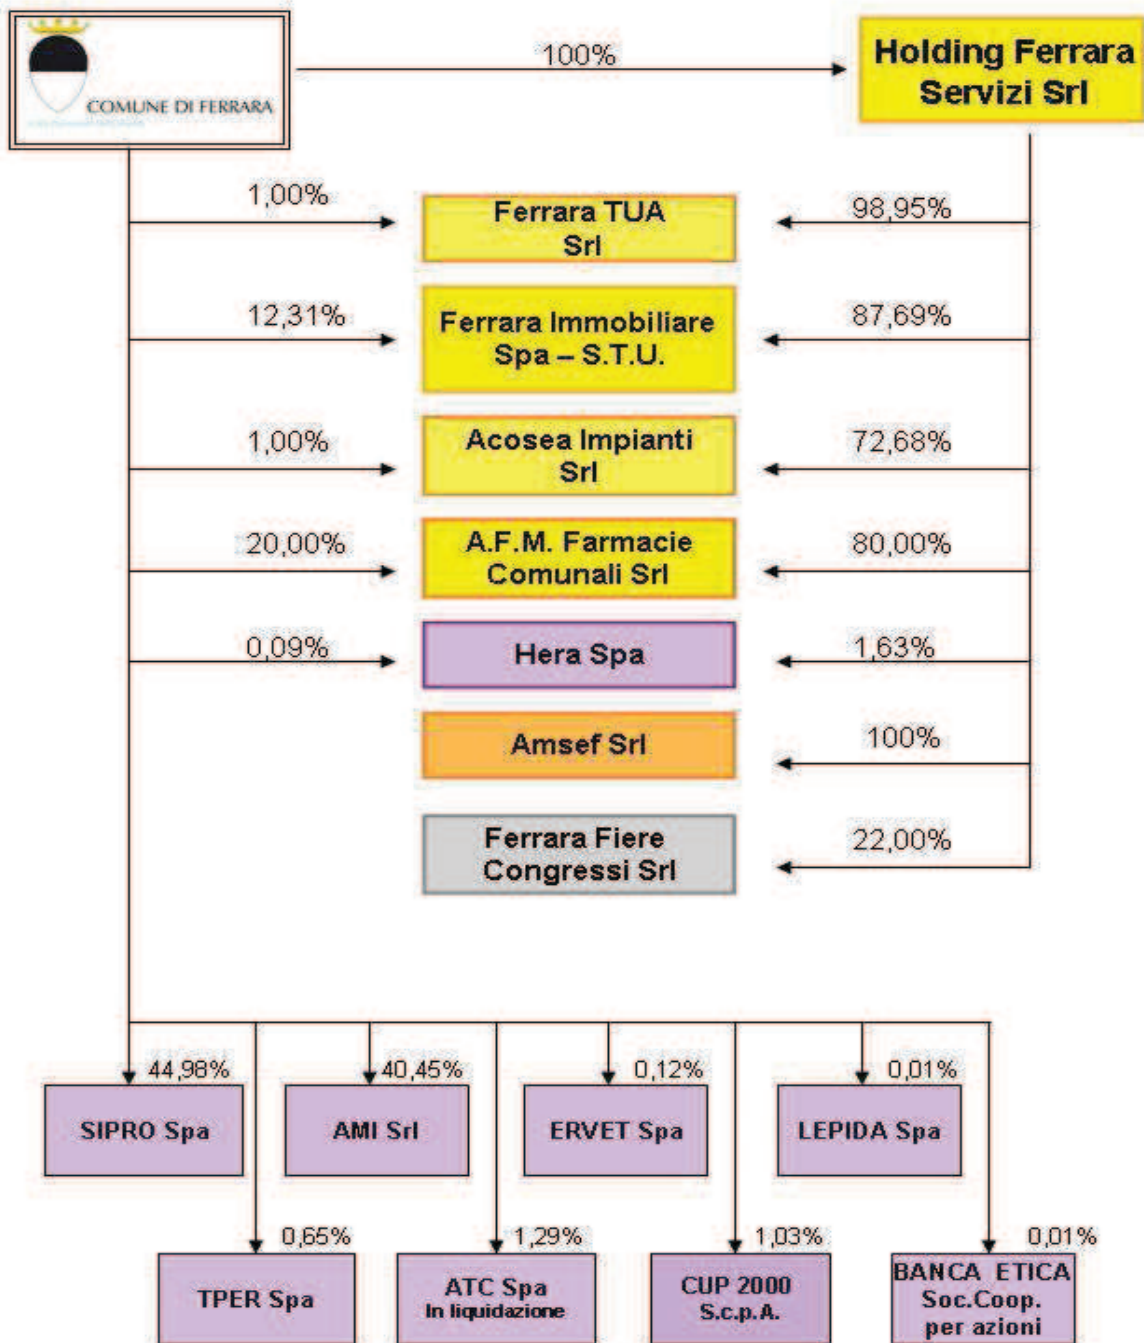 COMUNE DI FERRARA
100%
Holding Ferrara
Servizi Srl
1,00%
Ferrara TUA
Srl
98,95%
12,31%
Ferrara Immobiliare
Spa – S.T.U.
87,69%
1,00%
Acosea Impianti
Srl
72,68%
20,00%
A.F.M. Farmacie
Comunali Srl
80,00%
0,09%
Hera Spa
1,63%
Amsef Srl
100%
Ferrara Fiere
Congressi Srl
22,00%
44,98%
SIPRO Spa
40,45%
AMI Srl
0,12%
ERVET Spa
0,01%
LEPIDA Spa
0,65%
TPER Spa
1,29%
ATC Spa
In liquidazione
1,03%
CUP 2000
S.c.p.A.
0,01%
BANCA ETICA
Soc.Coop.
per azioni